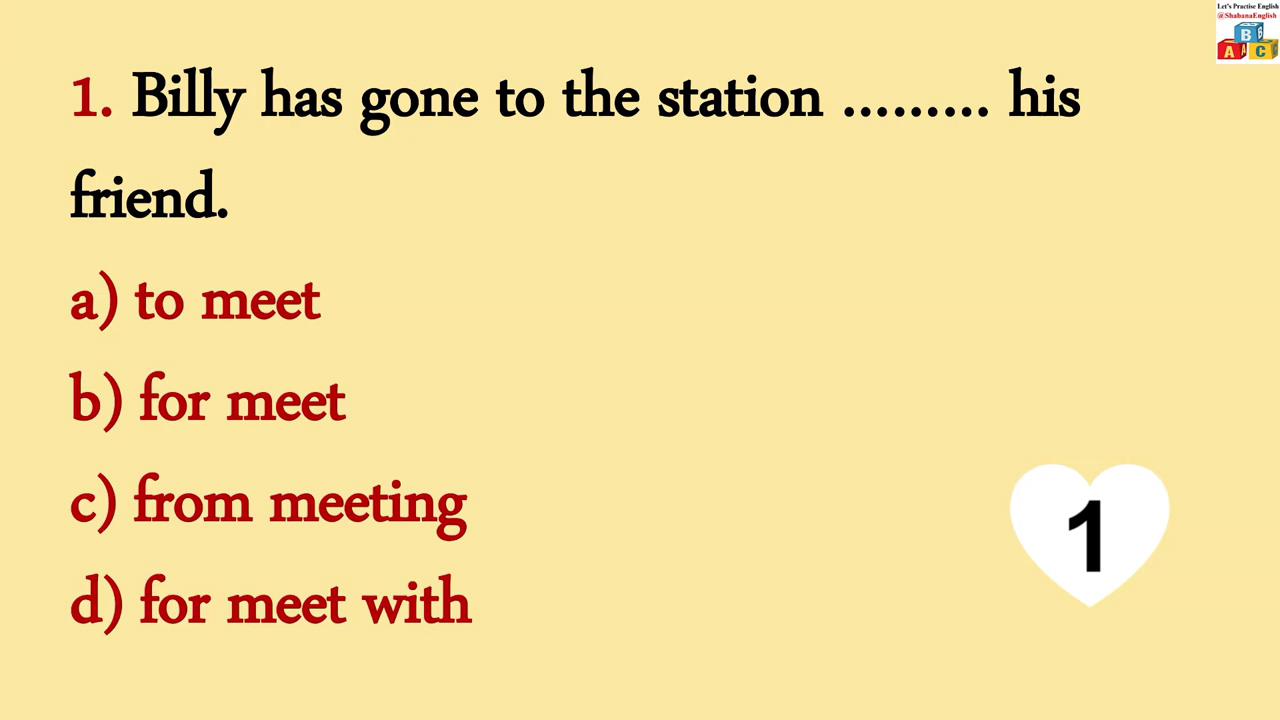 Let's Practise English
@ShabanaEnglish
B
A C
1. Billy has gone to the station ......... his
friend.
a) to meet
b) for meet
c) from meeting
d) for meet with
1